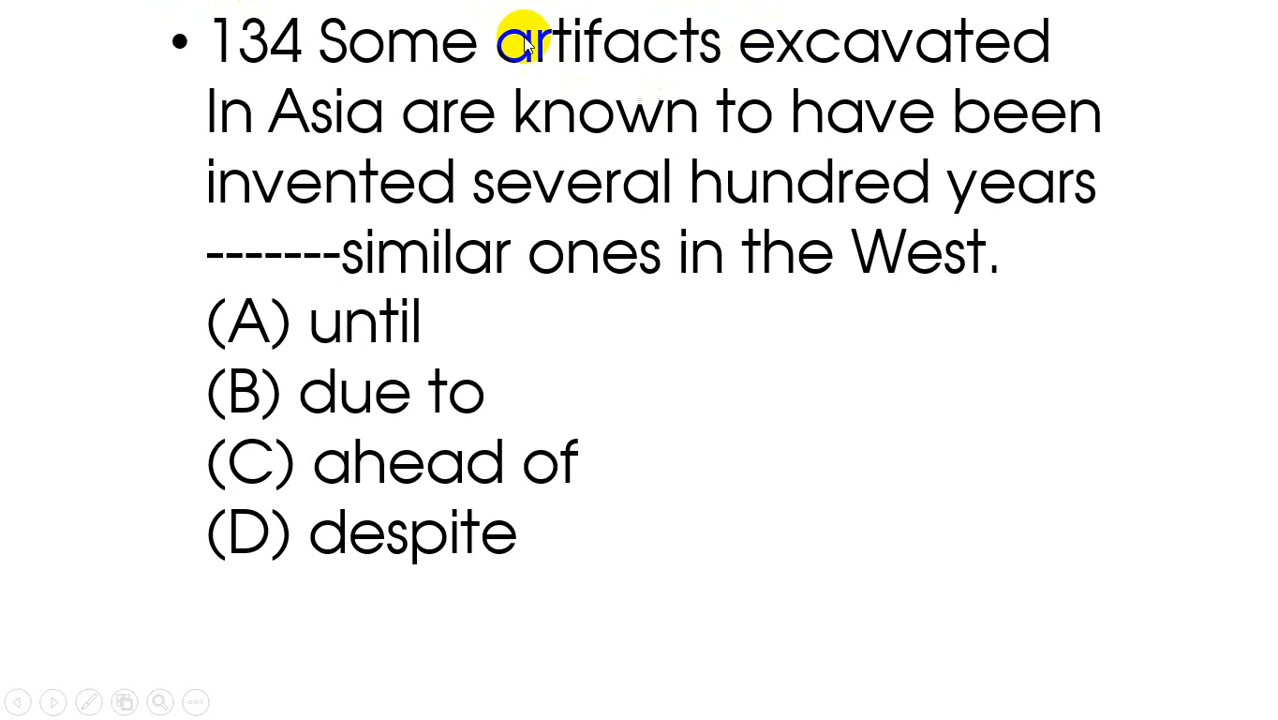 • 134 Some artifacts excavated
In Asia are known to have been
invented several hundred years
-------similar ones in the West.
(A) until
(B) due to
(C) ahead of
(D) despite